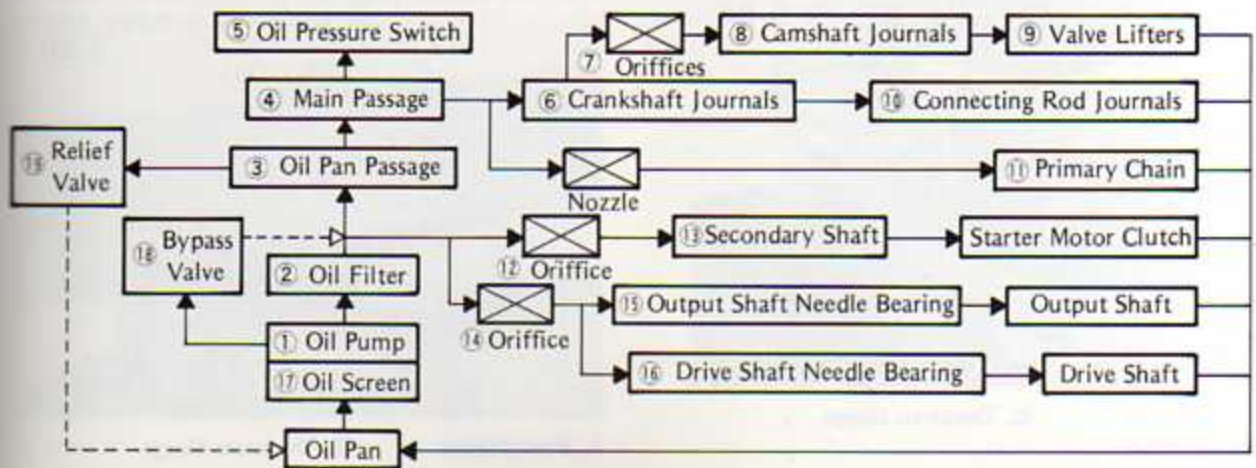 ⑤ Oil Pressure Switch
⑦ Oriffices
⑧ Camshaft Journals
⑨ Valve Lifters
④ Main Passage
⑥ Crankshaft Journals
⑩ Connecting Rod Journals
⑲ Relief
Valve
③ Oil Pan Passage
Nozzle
⑪ Primary Chain
⑱ Bypass
Valve
② Oil Filter
⑫ Oriffice
⑬ Secondary Shaft
Starter Motor Clutch
① Oil Pump
⑭ Oriffice
⑮ Output Shaft Needle Bearing
Output Shaft
⑰ Oil Screen
⑯ Drive Shaft Needle Bearing
Drive Shaft
Oil Pan